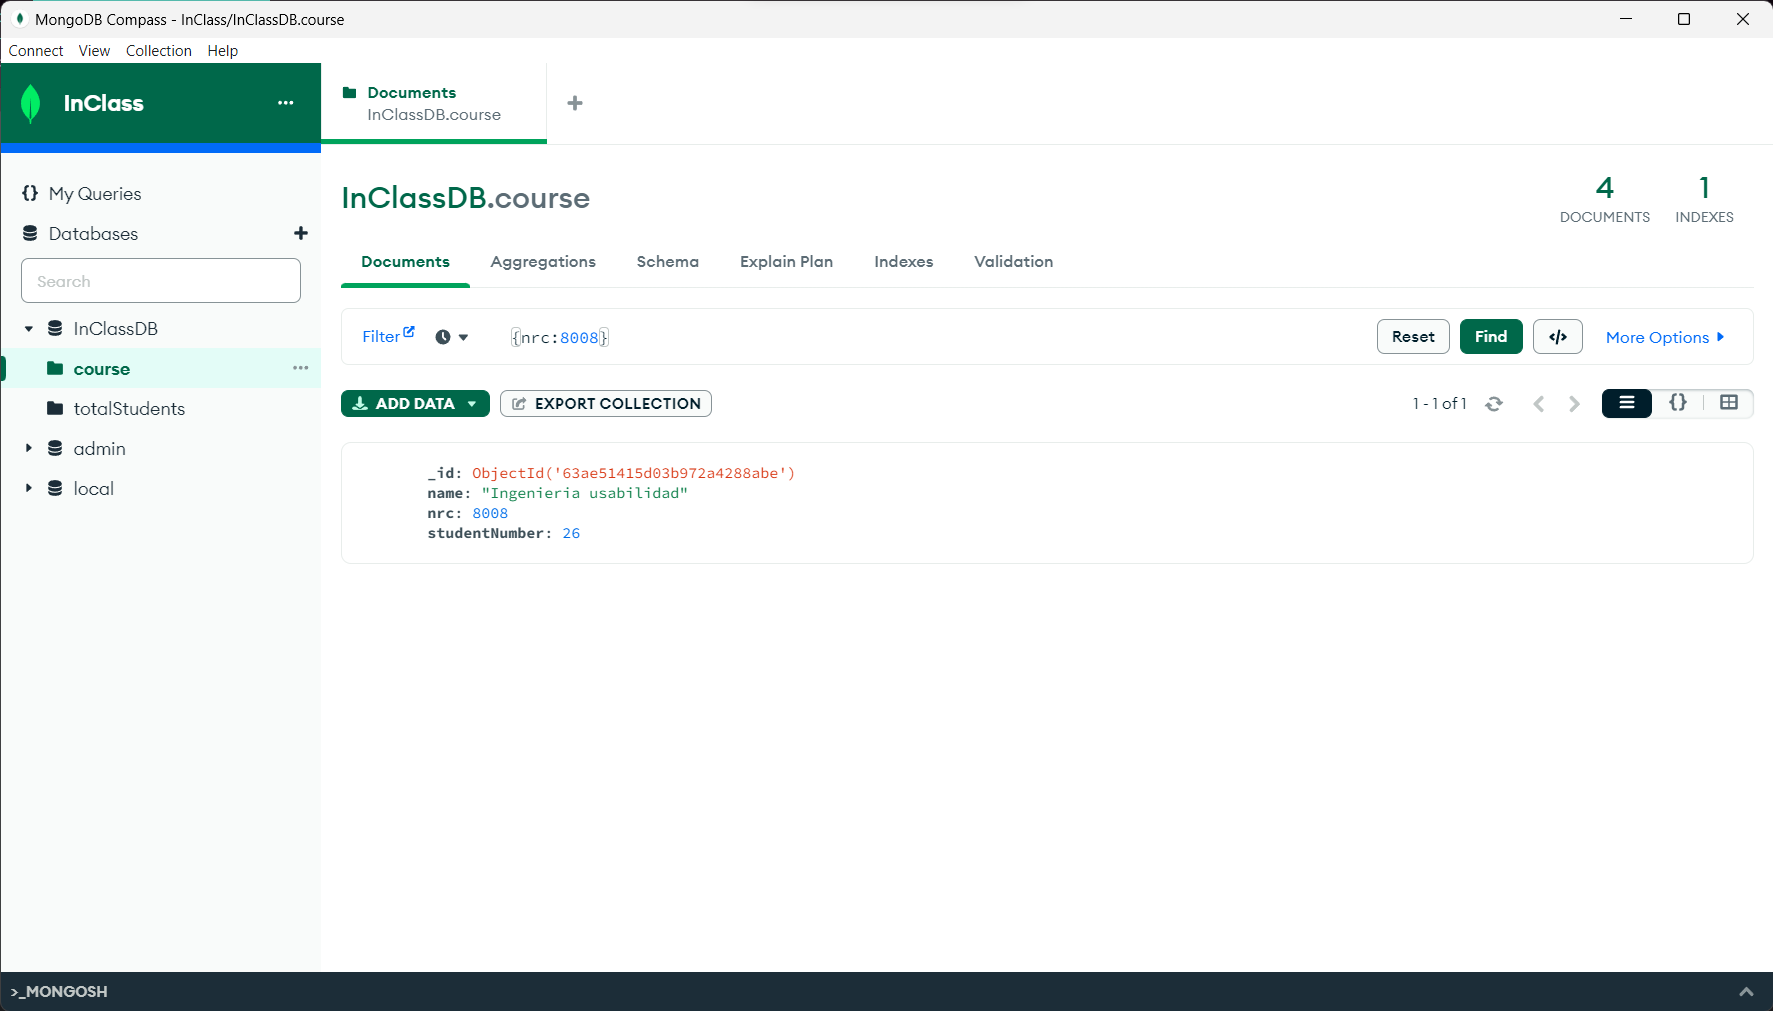 MongoDB Compass - InClass/InClassDB.course
Connect View Collection Help
InClass
My Queries
Databases
Search
InClassDB
course
totalStudents
admin
local
Documents
InClassDB.course
InClassDB.course
4
DOCUMENTS
1
INDEXES
Documents Aggregations Schema Explain Plan Indexes Validation
Filter {nrc:8008} Reset Find </> More Options
ADD DATA EXPORT COLLECTION 1 - 1 of 1 {}
_id: ObjectId('63ae51415d03b972a4288abe')
name: "Ingenieria usabilidad"
nrc: 8008
studentNumber: 26
>_MONGOSH